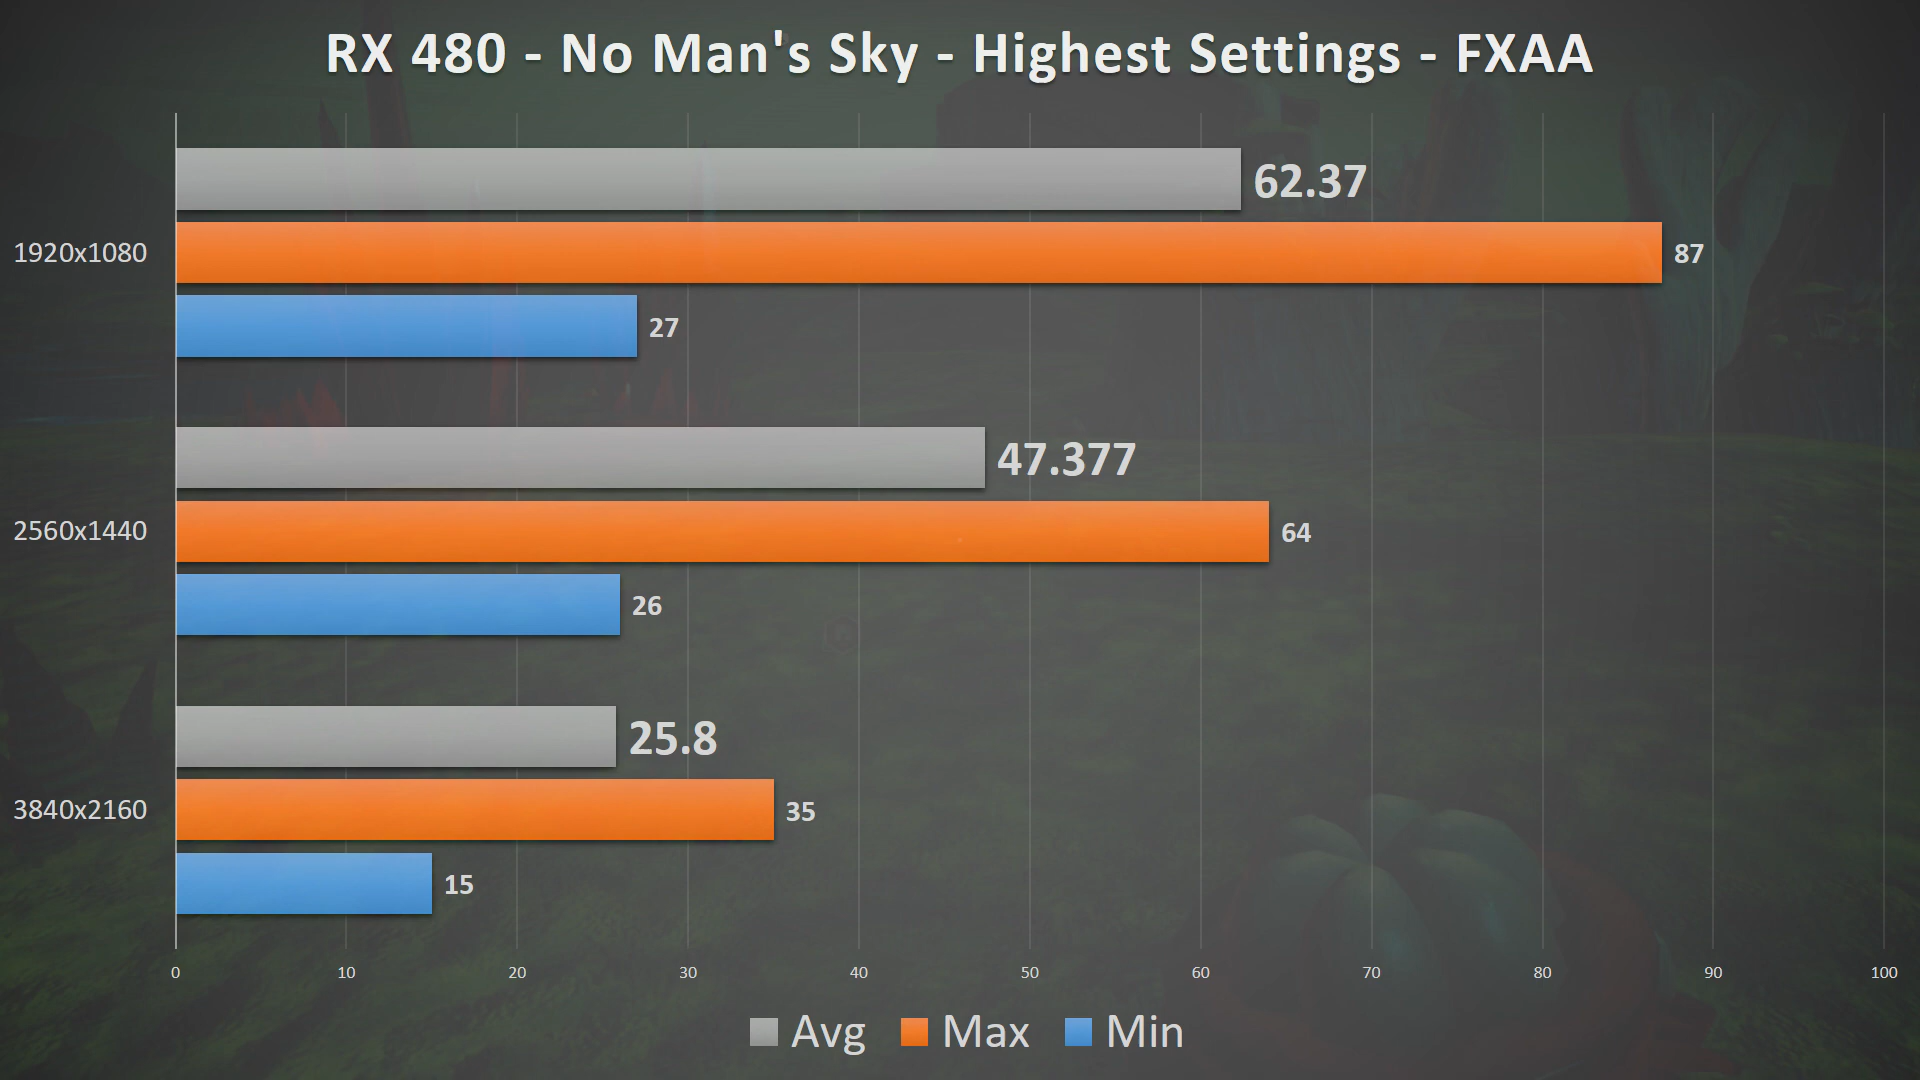 RX 480 - No Man's Sky - Highest Settings - FXAA
62.37
1920x1080
87
27
47.377
2560x1440
64
26
25.8
3840x2160
35
15
0 10 20 30 40 50 60 70 80 90 100
Avg Max Min